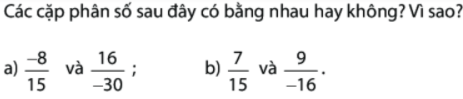 Các cặp phân số sau đây có bằng nhau hay không? Vì sao?
a) -8/15 và 16/-30 ; b) 7/15 và 9/-16 .